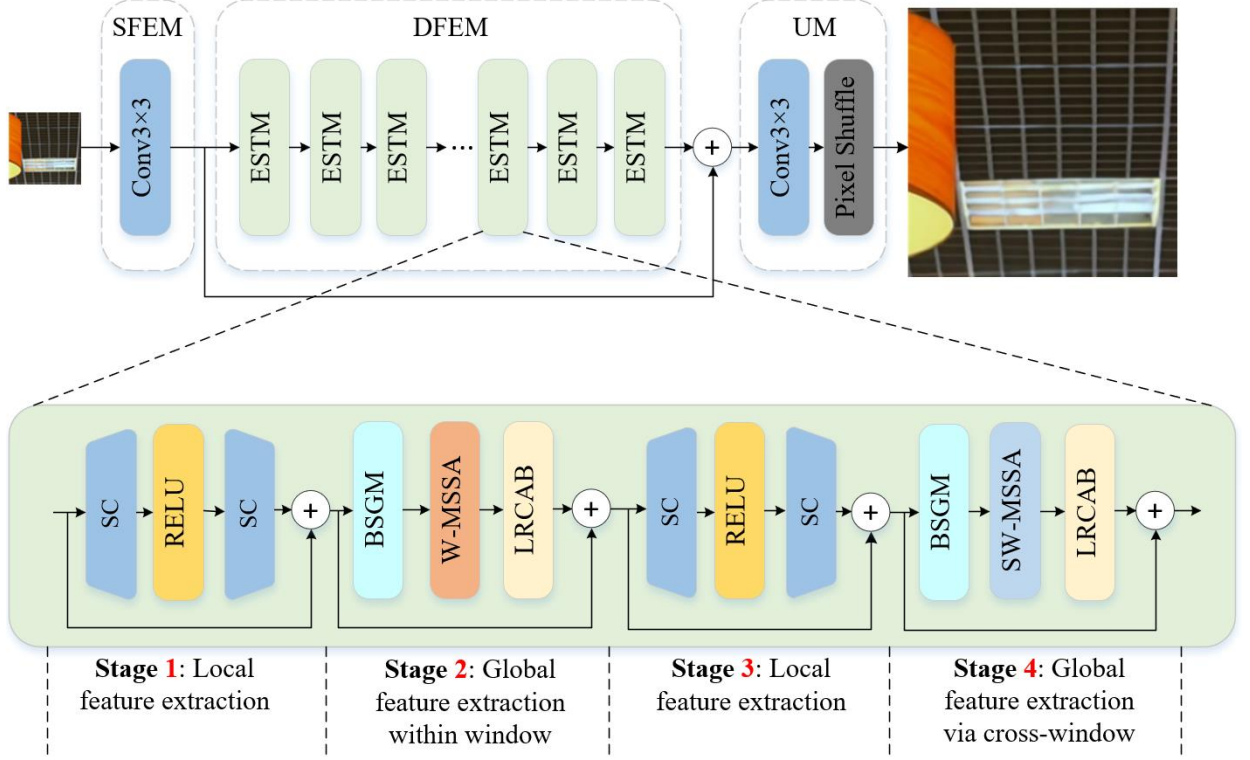 SFEM
DFEM
UM
Conv3×3
ESTM
ESTM
ESTM
...
ESTM
ESTM
ESTM
+
Conv3×3
Pixel Shuffle
SC
RELU
SC
+
BSGM
W-MSSA
LRCAB
+
SC
RELU
SC
+
BSGM
SW-MSSA
LRCAB
+
Stage 1: Local
feature extraction
Stage 2: Global
feature extraction
within window
Stage 3: Local
feature extraction
Stage 4: Global
feature extraction
via cross-window